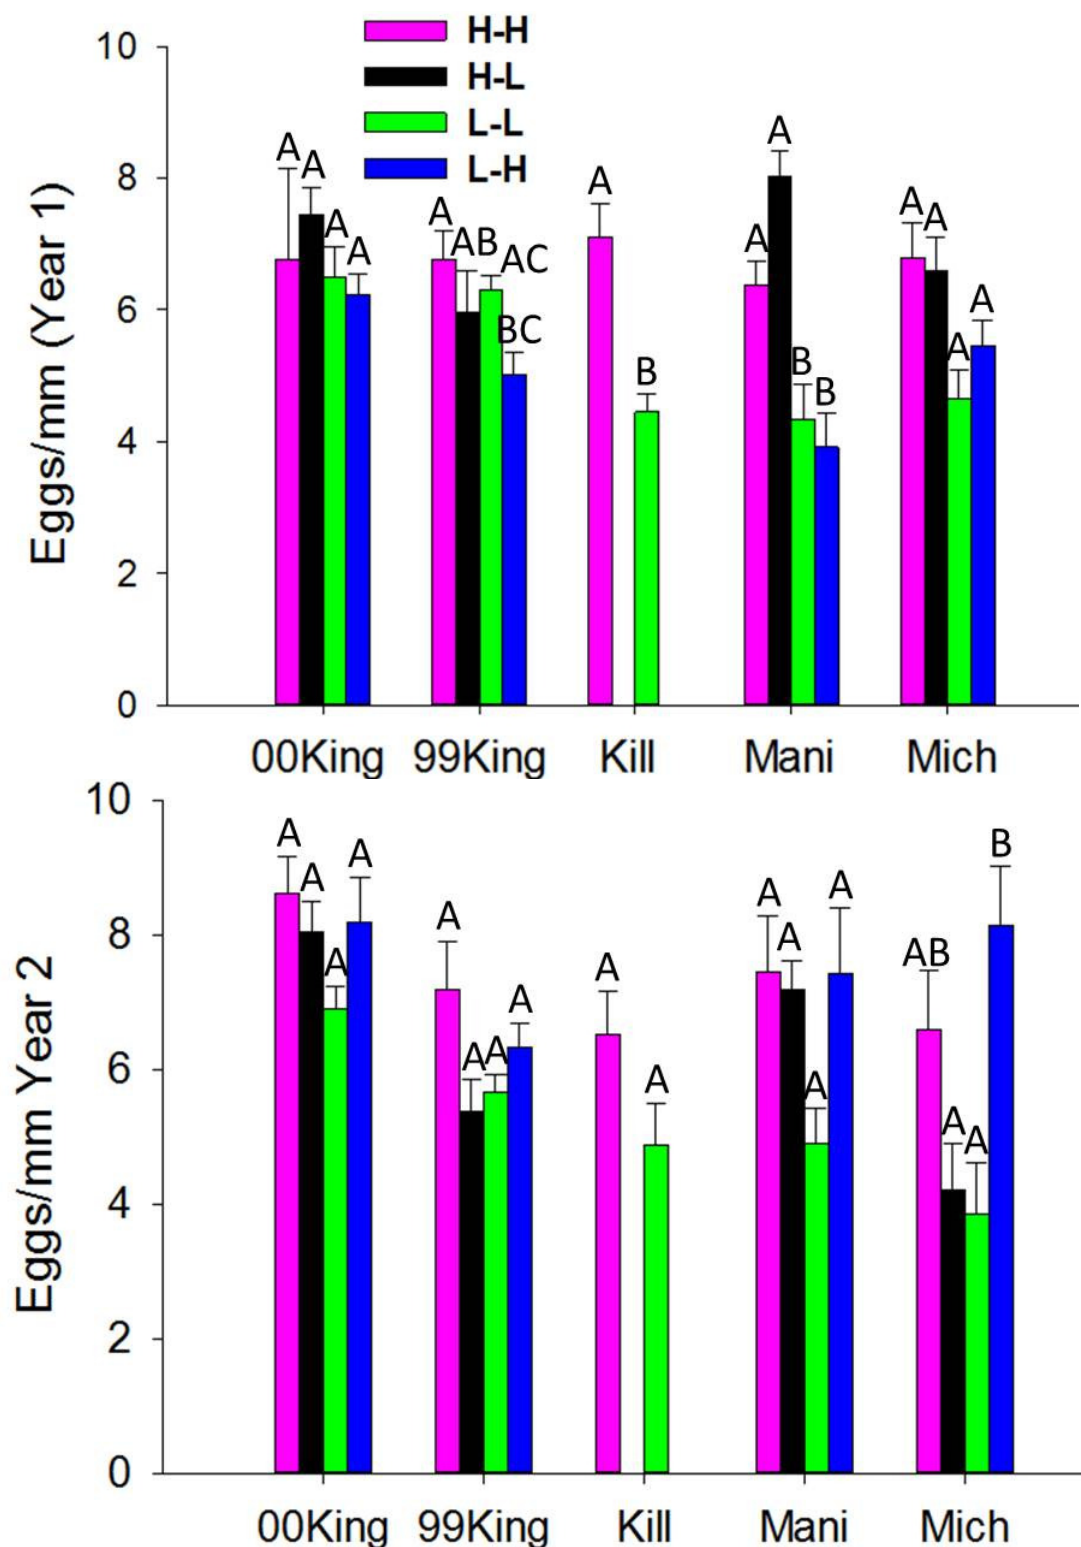 H-H
H-L
L-L
L-H
Eggs/mm (Year 1)
10
8
6
4
2
0
A A A A
A AB AC BC
A B
A A B B
A A A A
00King 99King Kill Mani Mich
Eggs/mm Year 2
10
8
6
4
2
0
A A A A
A A A A
A A
A A A A
AB A A B
00King 99King Kill Mani Mich